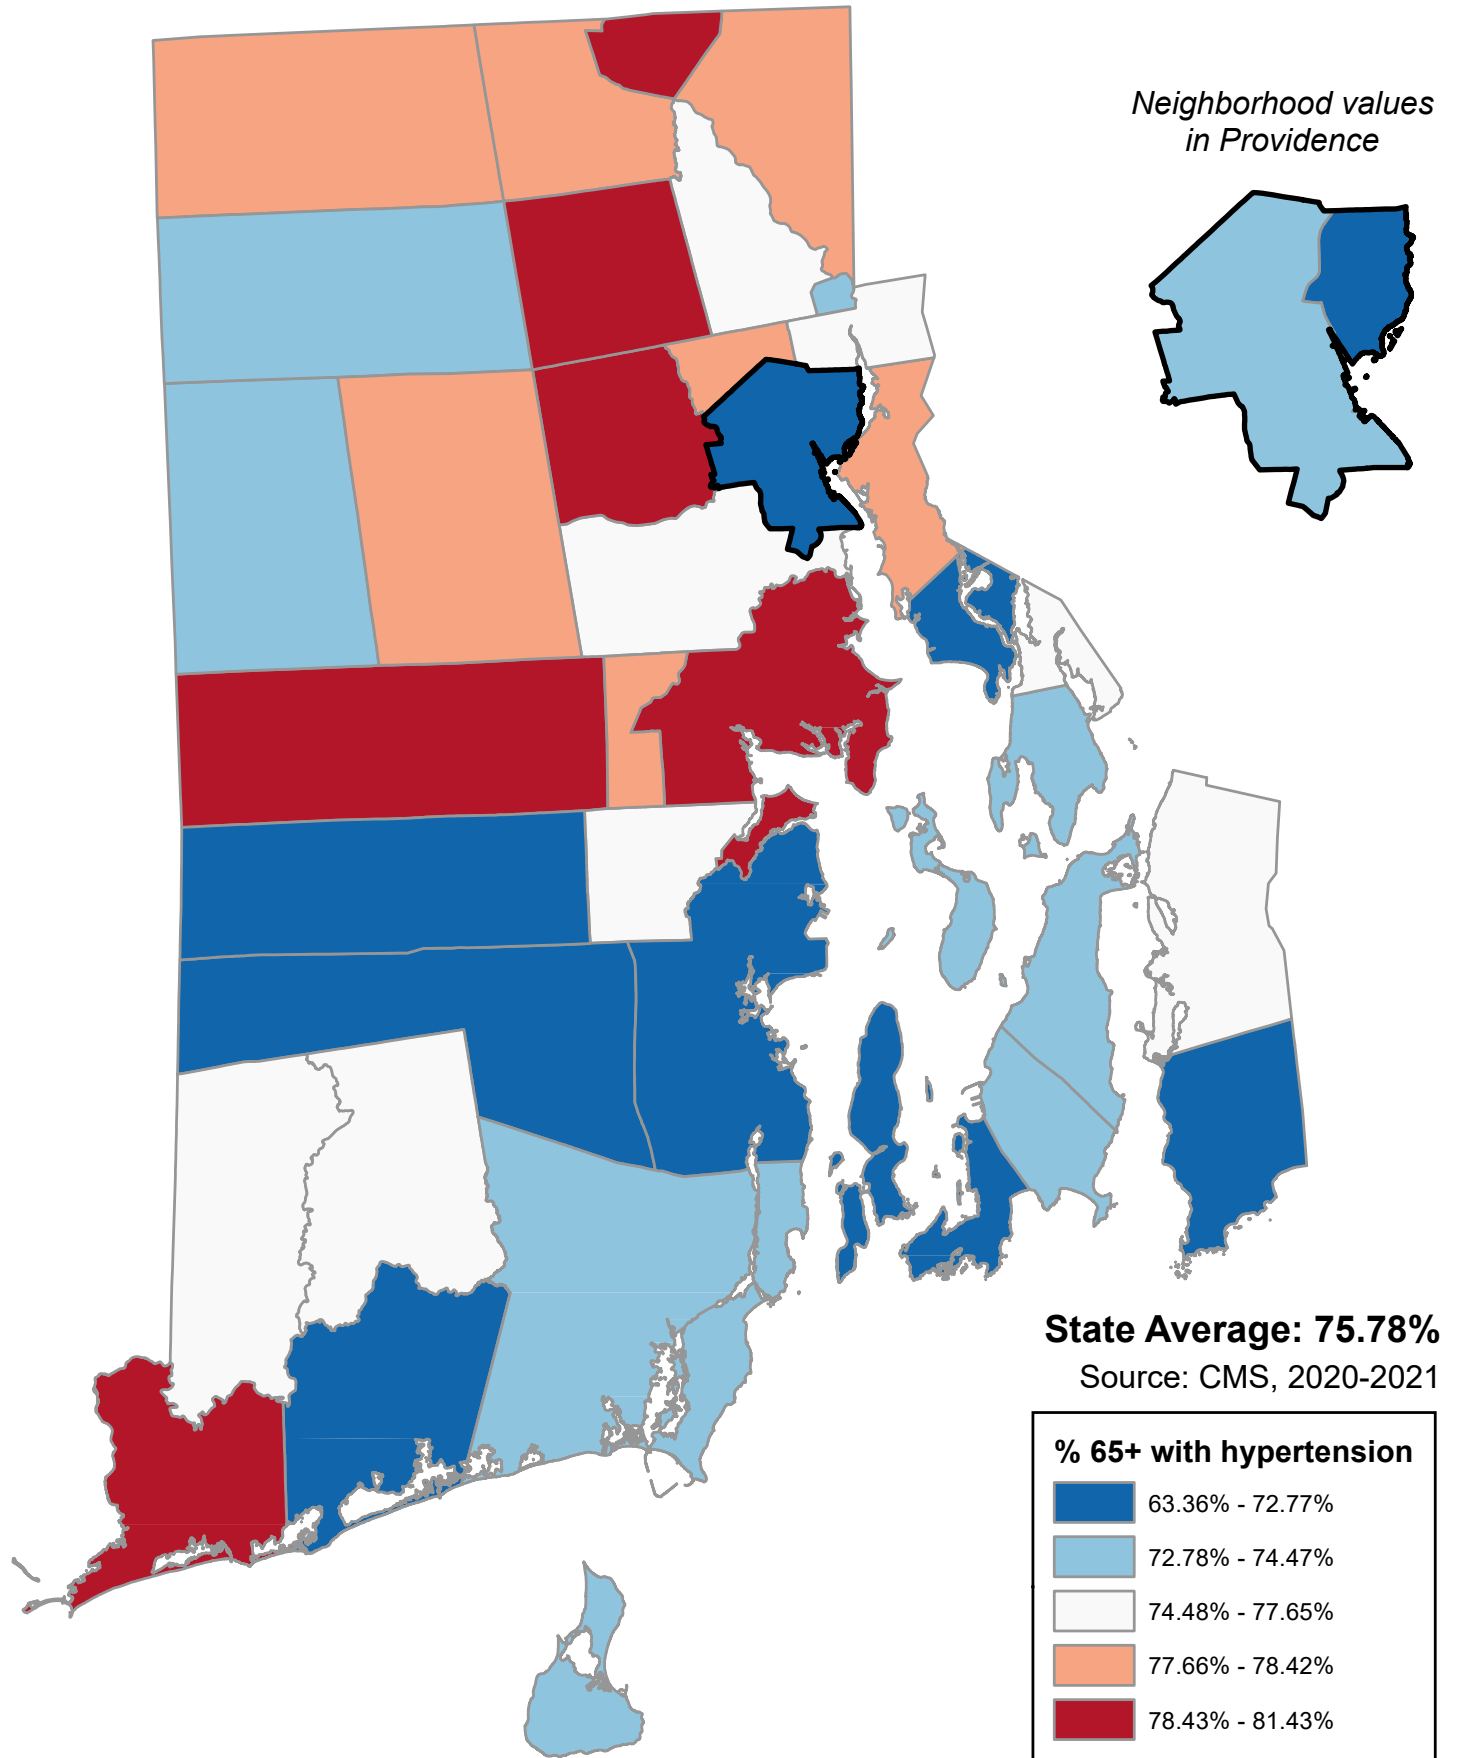 Neighborhood values
in Providence
State Average: 75.78%
Source: CMS, 2020-2021
% 65+ with hypertension
63.36% - 72.77%
72.78% - 74.47%
74.48% - 77.65%
77.66% - 78.42%
78.43% - 81.43%